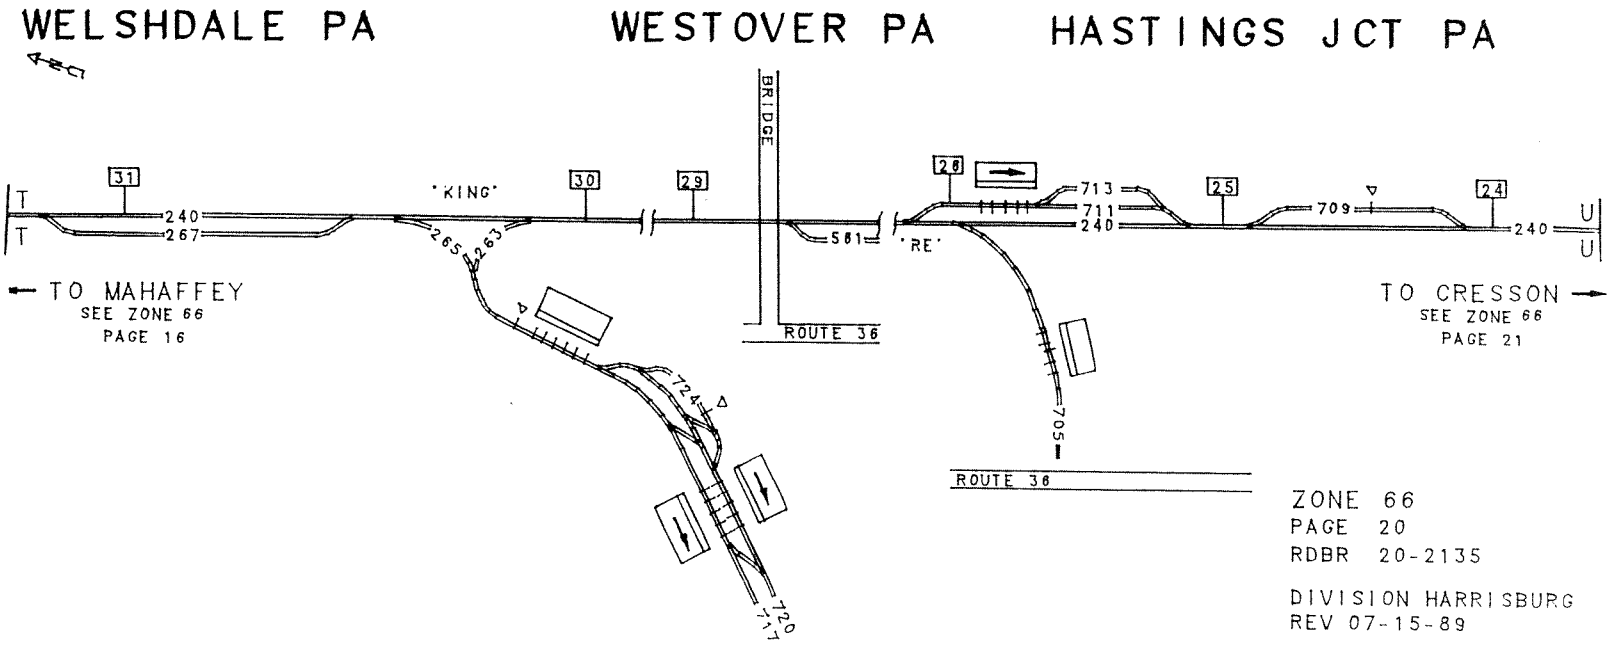 WELSHDALE PA
WESTOVER PA
HASTINGS JCT PA
N
BRIDGE
31
"KING"
30
29
26
25
24
T
T
240
267
265
263
561
"RE"
713
711
240
709
240
U
U
TO MAHAFFEY
SEE ZONE 66
PAGE 16
ROUTE 36
TO CRESSON
SEE ZONE 66
PAGE 21
724
705
ROUTE 36
720
717
ZONE 66
PAGE 20
RDBR 20-2135
DIVISION HARRISBURG
REV 07-15-89